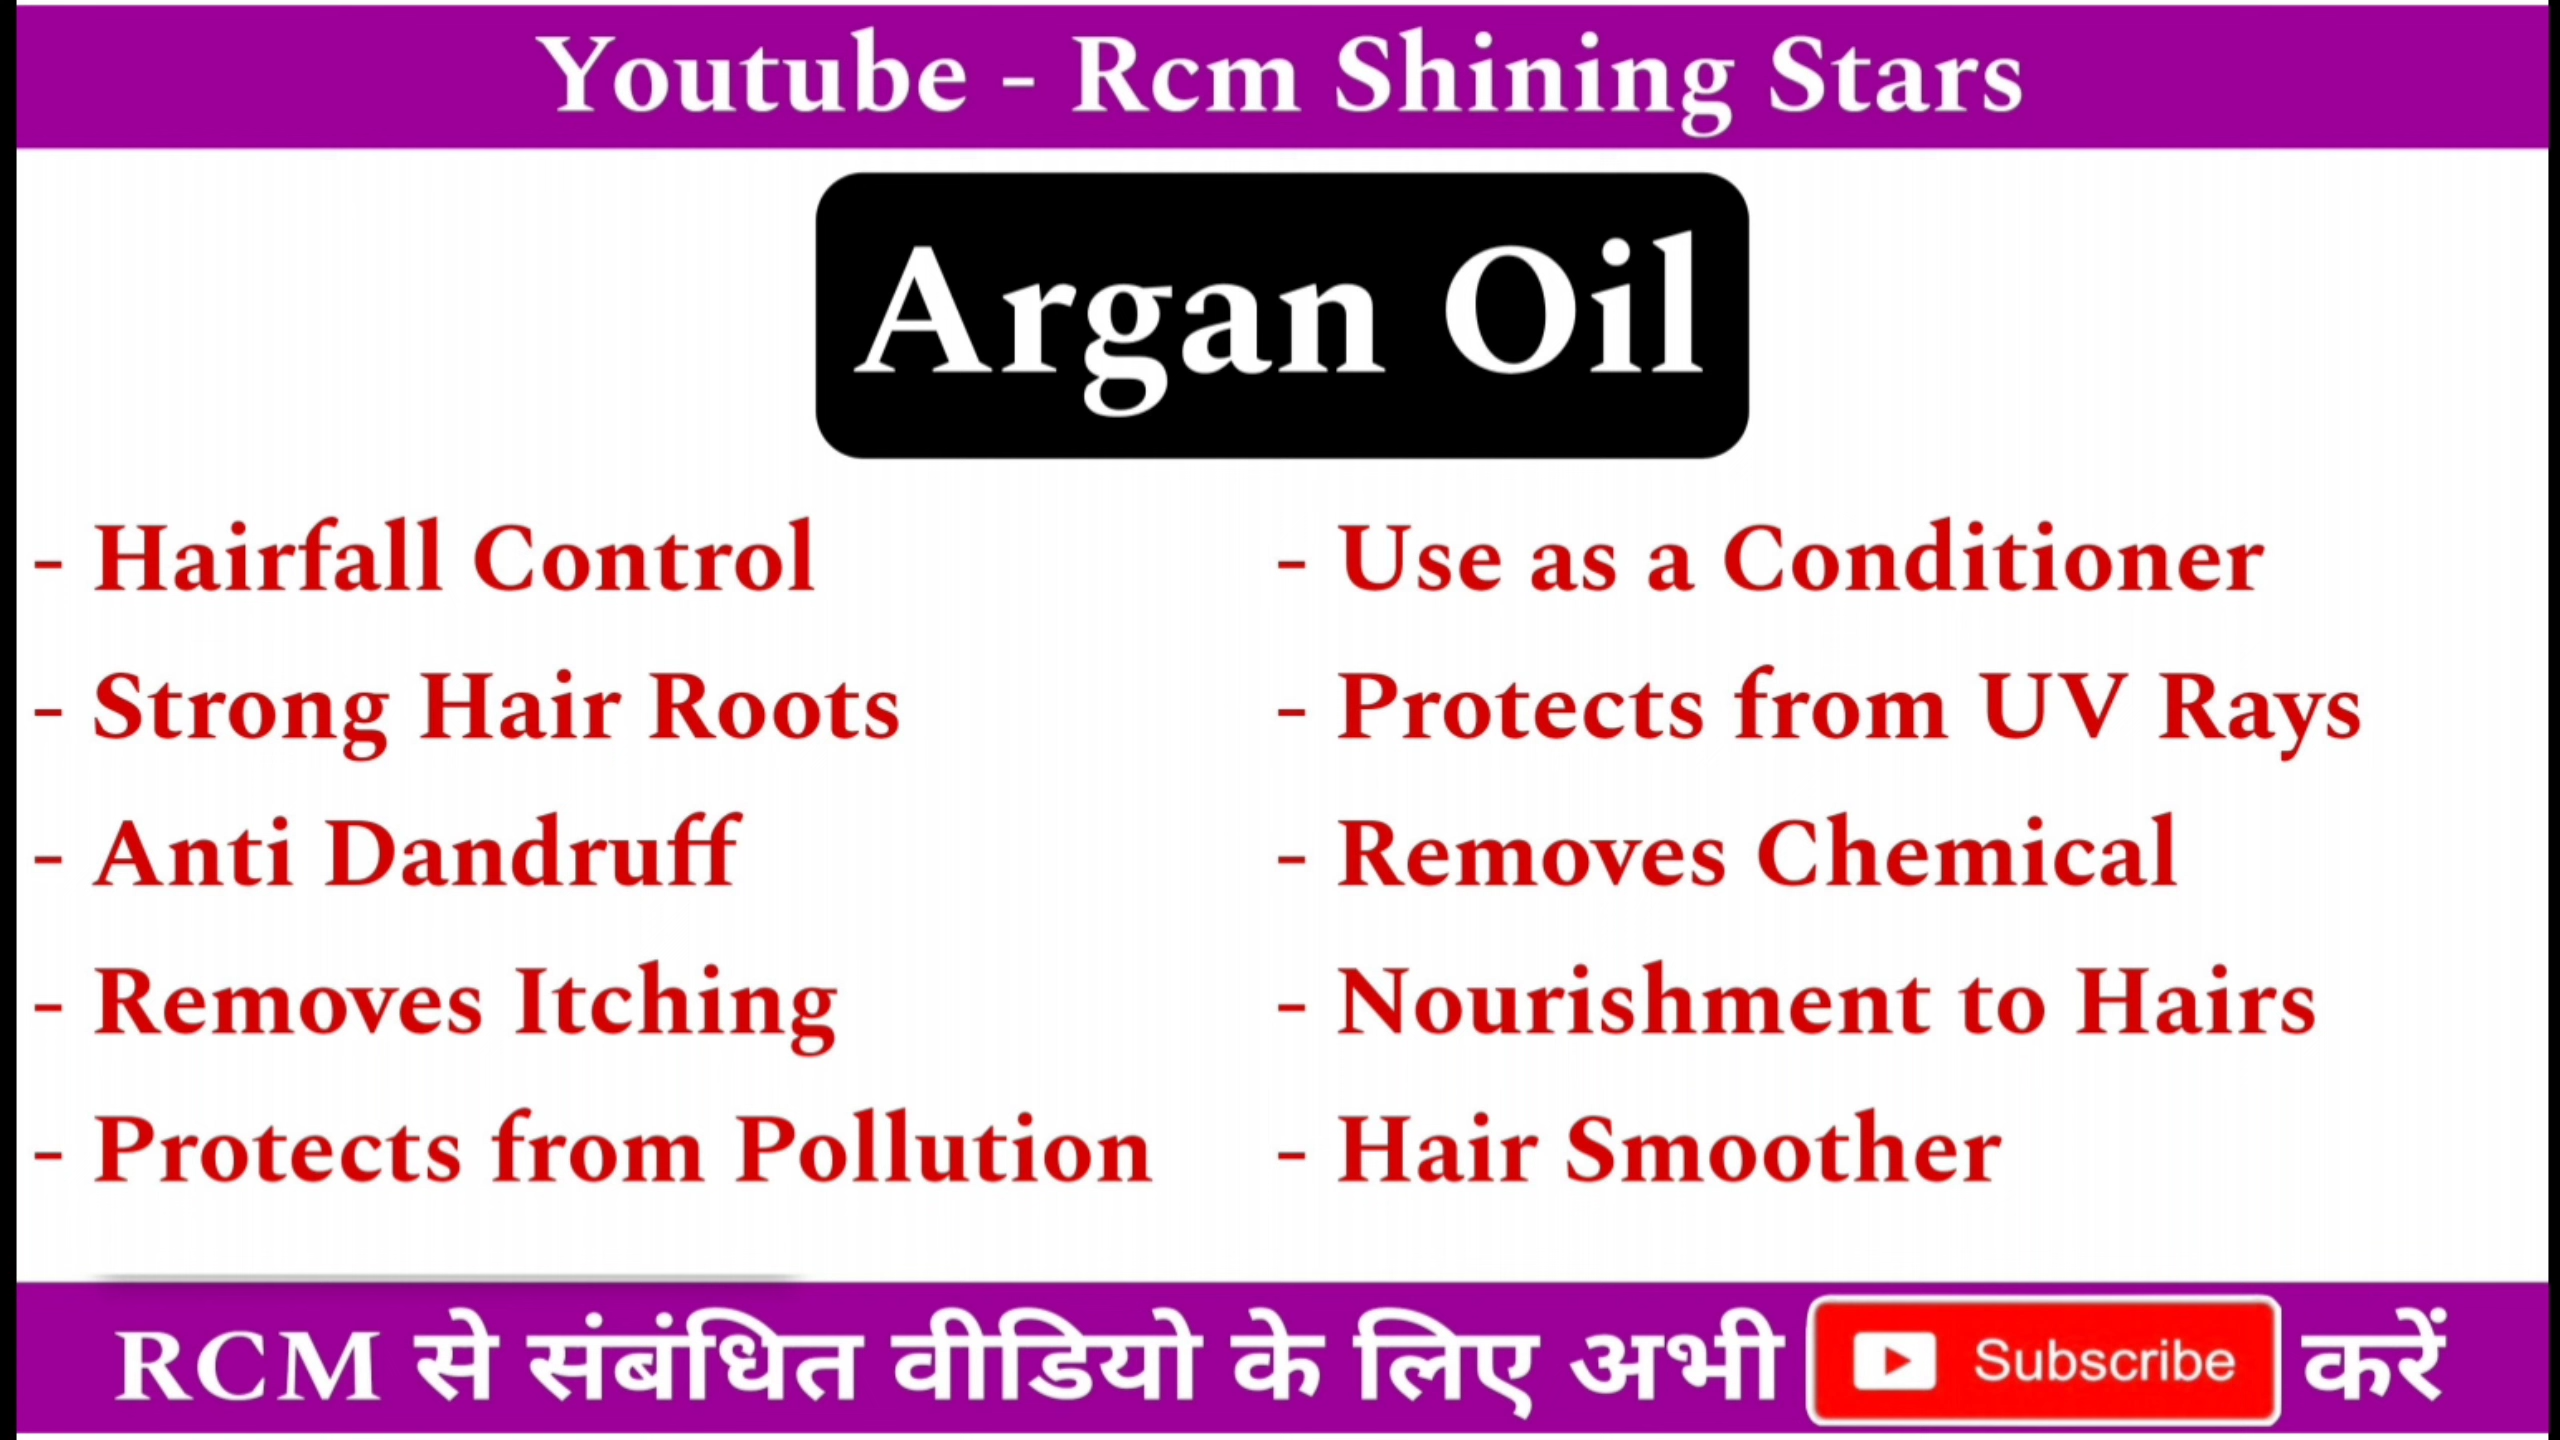 Youtube - Rcm Shining Stars
Argan Oil
- Hairfall Control
- Strong Hair Roots
- Anti Dandruff
- Removes Itching
- Protects from Pollution
- Use as a Conditioner
- Protects from UV Rays
- Removes Chemical
- Nourishment to Hairs
- Hair Smoother
RCM से संबंधित वीडियो के लिए अभी Subscribe करें